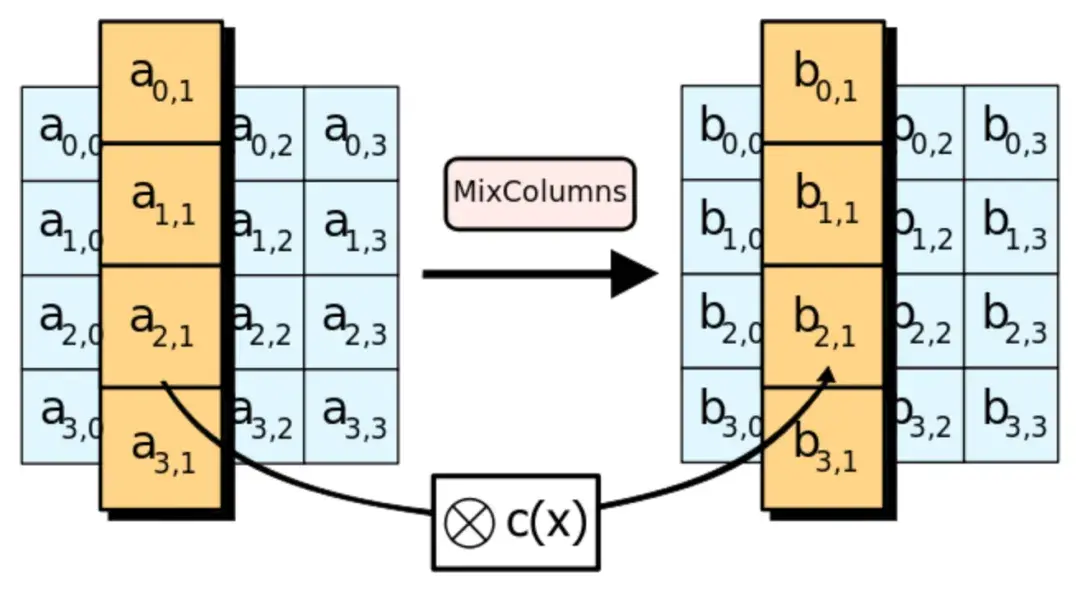 a0,1 b0,1
a0,0 a0,2 a0,3 b0,0 b0,2 b0,3
MixColumns
a1,1 b1,1
a1,0 a1,2 a1,3 b1,0 b1,2 b1,3
a2,0 a2,1 a2,2 a2,3 b2,0 b2,1 b2,2 b2,3
a3,0 a3,2 a3,3 b3,0 b3,2 b3,3
a3,1 b3,1
⊗ c(x)